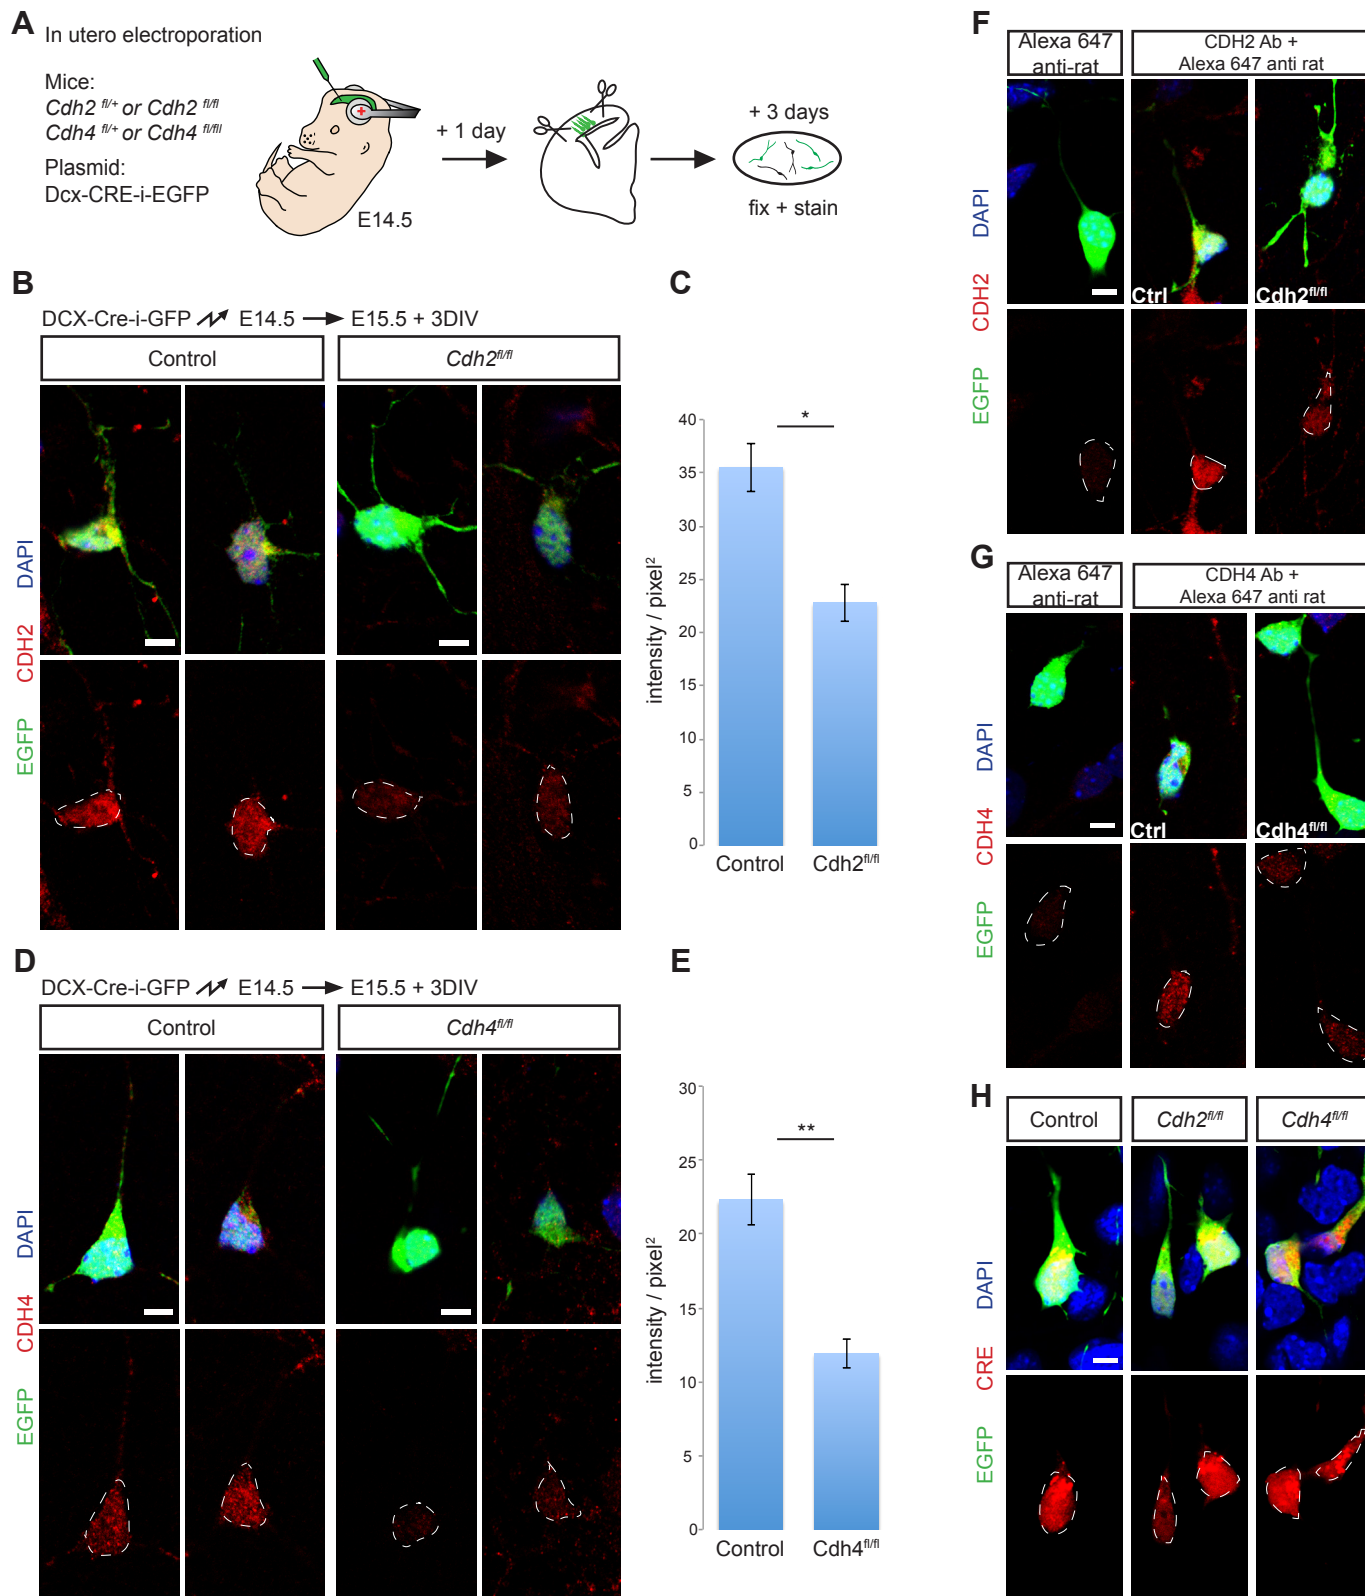 A
In utero electroporation
Mice:
Cdh2 fl/+ or Cdh2 fl/fl
Cdh4 fl/+ or Cdh4 fl/fll
Plasmid:
Dcx-CRE-i-EGFP
E14.5
+ 1 day
+ 3 days
fix + stain
B
DCX-Cre-i-GFP E14.5 E15.5 + 3DIV
Control
Cdh2fl/fl
EGFP CDH2 DAPI
C
intensity / pixel2
40
35
30
25
20
15
10
5
0
*
Control
Cdh2fl/fl
D
DCX-Cre-i-GFP E14.5 E15.5 + 3DIV
Control
Cdh4fl/fl
EGFP CDH4 DAPI
E
intensity / pixel2
30
25
20
15
10
5
0
**
Control
Cdh4fl/fl
F
Alexa 647
anti-rat
CDH2 Ab +
Alexa 647 anti rat
EGFP CDH2 DAPI
Ctrl
Cdh2fl/fl
G
Alexa 647
anti-rat
CDH4 Ab +
Alexa 647 anti rat
EGFP CDH4 DAPI
Ctrl
Cdh4fl/fl
H
Control
Cdh2fl/fl
Cdh4fl/fl
EGFP CRE DAPI